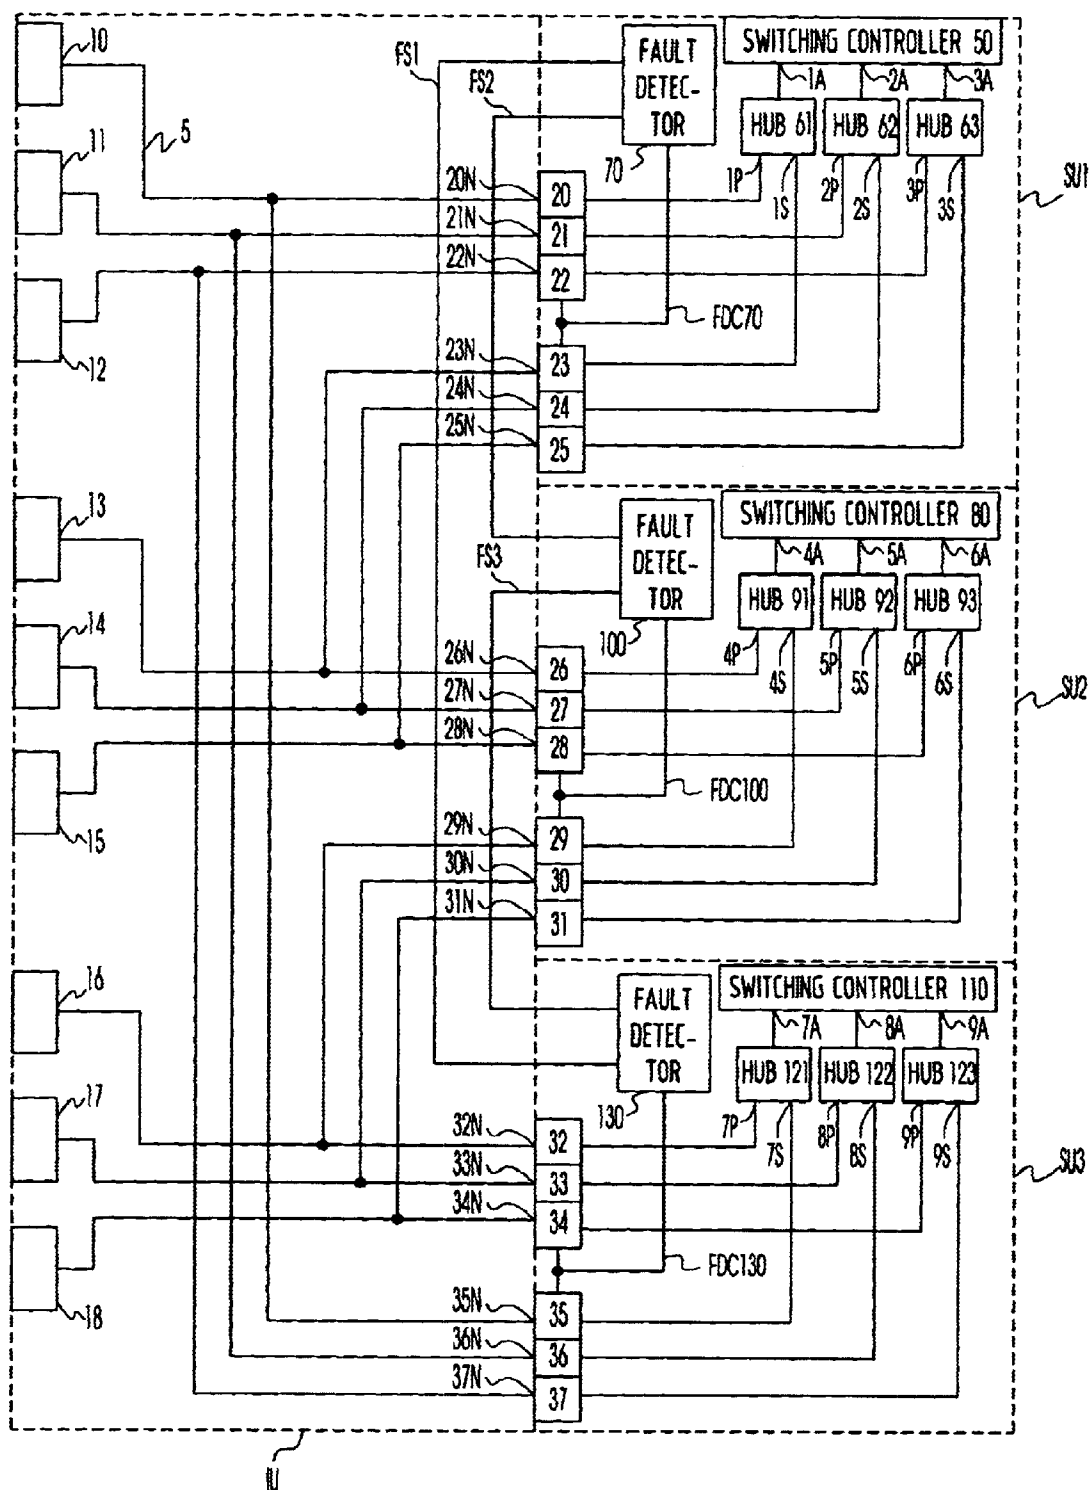 10
11
5
12
13
14
15
16
17
18
FS1
FS2
FS3
FAULT
DETEC-
TOR
70
SWITCHING CONTROLLER 50
1A
2A
3A
HUB 61
HUB 62
HUB 63
1P
1S
2P
2S
3P
3S
SU1
20N
21N
22N
20
21
22
FDC70
23N
24N
25N
23
24
25
FAULT
DETEC-
TOR
100
SWITCHING CONTROLLER 80
4A
5A
6A
HUB 91
HUB 92
HUB 93
4P
4S
5P
5S
6P
6S
SU2
26N
27N
28N
26
27
28
FDC100
29N
30N
31N
29
30
31
FAULT
DETEC-
TOR
130
SWITCHING CONTROLLER 110
7A
8A
9A
HUB 121
HUB 122
HUB 123
7P
7S
8P
8S
9P
9S
SU3
32N
33N
34N
32
33
34
FDC130
35N
36N
37N
35
36
37
IU